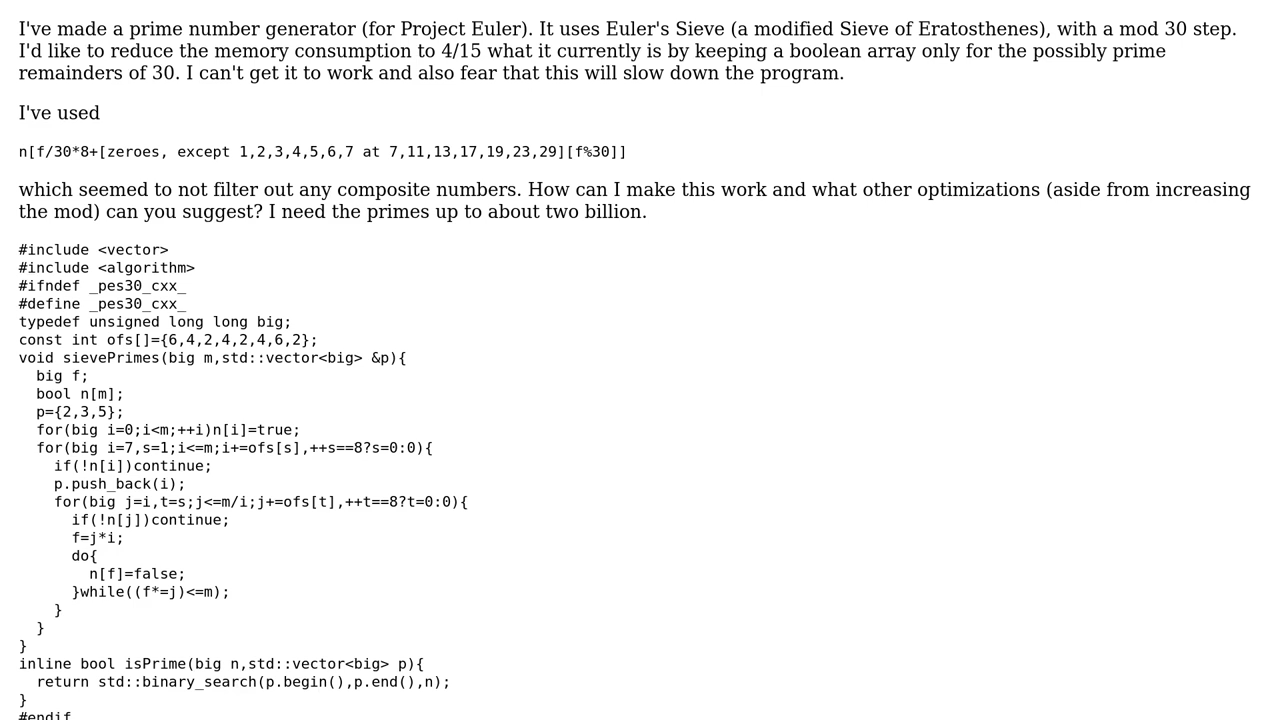 I've made a prime number generator (for Project Euler). It uses Euler's Sieve (a modified Sieve of Eratosthenes), with a mod 30 step.
I'd like to reduce the memory consumption to 4/15 what it currently is by keeping a boolean array only for the possibly prime
remainders of 30. I can't get it to work and also fear that this will slow down the program.
I've used
n[f/30*8+[zeroes, except 1,2,3,4,5,6,7 at 7,11,13,17,19,23,29][f%30]]
which seemed to not filter out any composite numbers. How can I make this work and what other optimizations (aside from increasing
the mod) can you suggest? I need the primes up to about two billion.
#include <vector>
#include <algorithm>
#ifndef _pes30_cxx_
#define _pes30_cxx_
typedef unsigned long long big;
const int ofs[]={6,4,2,4,2,4,6,2};
void sievePrimes(big m,std::vector<big> &p){
  big f;
  bool n[m];
  p={2,3,5};
  for(big i=0;i<m;++i)n[i]=true;
  for(big i=7,s=1;i<=m;i+=ofs[s],++s==8?s=0:0){
    if(!n[i])continue;
    p.push_back(i);
    for(big j=i,t=s;j<=m/i;j+=ofs[t],++t==8?t=0:0){
      if(!n[j])continue;
      f=j*i;
      do{
        n[f]=false;
      }while((f*=j)<=m);
    }
  }
}
inline bool isPrime(big n,std::vector<big> p){
  return std::binary_search(p.begin(),p.end(),n);
}
#endif